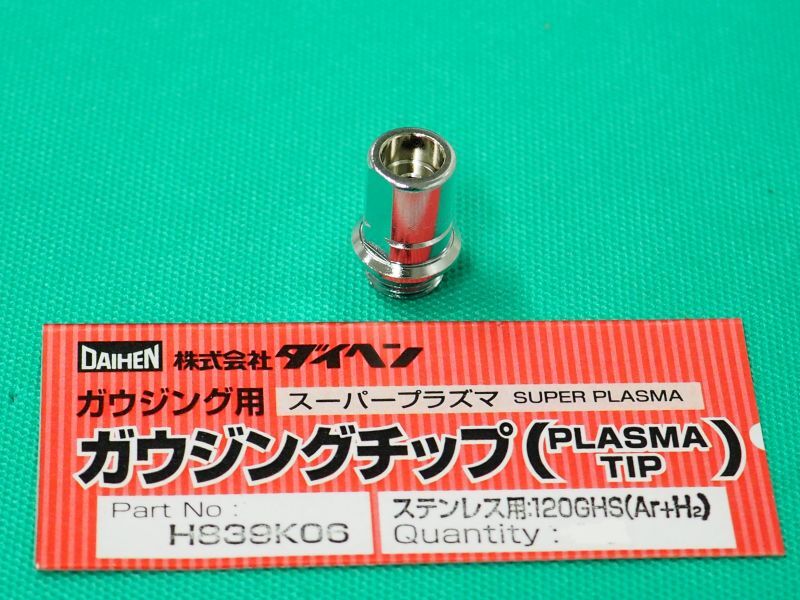 DAIHEN 株式会社ダイヘン
ガウジング用 スーパープラズマ SUPER PLASMA
ガウジングチップ(PLASMA TIP)
Part No : H839K06
ステンレス用:120GHS(Ar+H₂)
Quantity :